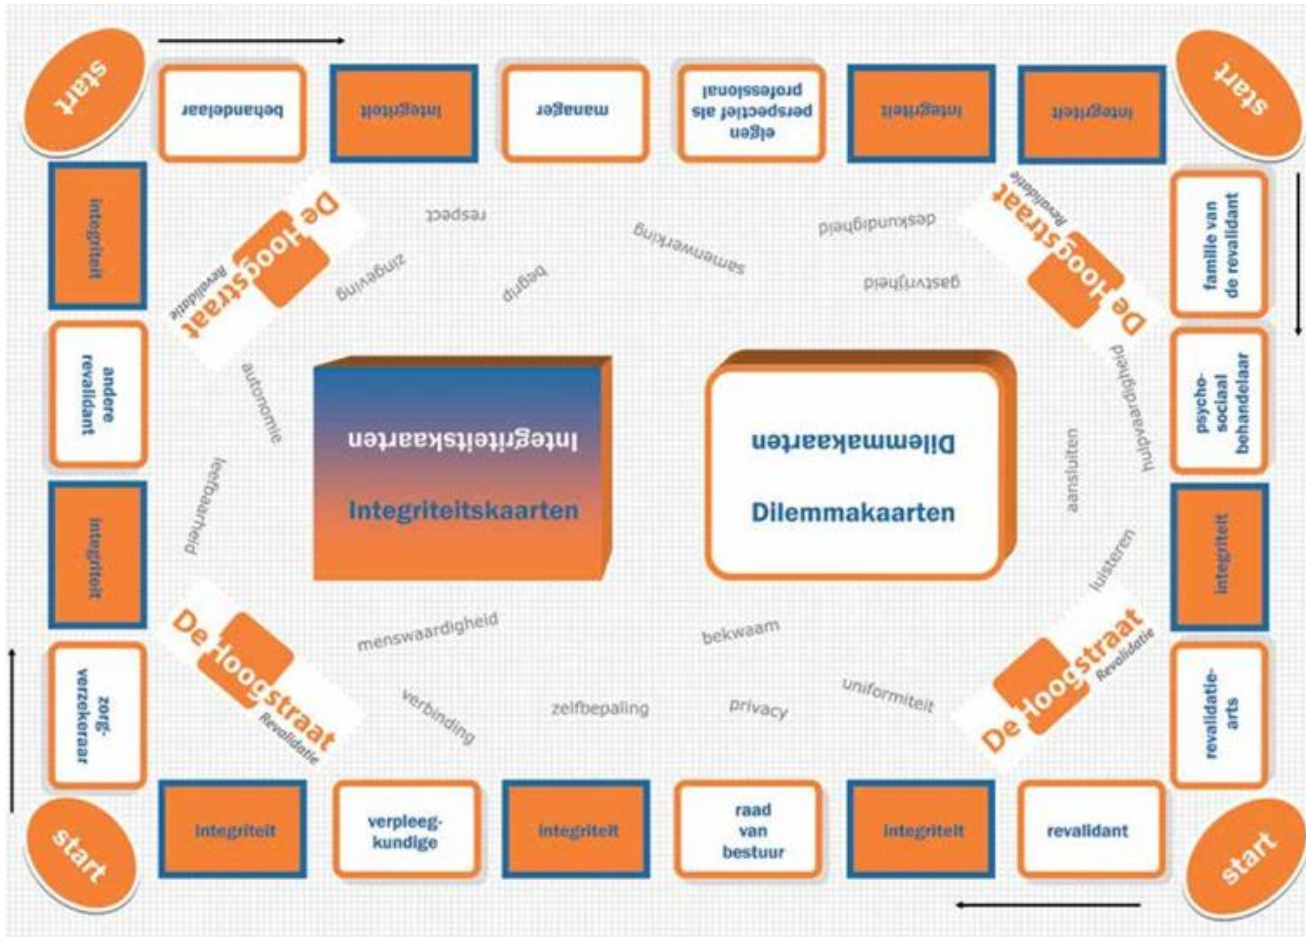 start
behandelaar
integriteit
manager
eigen
perspectief als
professional
integriteit
integriteit
start
familie van
de revalidant
psycho-
sociaal
behandelaar
integriteit
revalidatie-
arts
start
revalidant
integriteit
raad
van
bestuur
integriteit
verpleeg-
kundige
integriteit
start
zorg-
verzekeraar
integriteit
andere
revalidant
integriteit
De Hoogstraat
Revalidatie
De Hoogstraat
Revalidatie
respect
zingeving
begrip
samenwerking
deskundigheid
gastvrijheid
autonomie
leefbaarheid
hulpvaardigheid
aansluiten
luisteren
Integriteitskaarten
Integriteitskaarten
Dilemmakaarten
Dilemmakaarten
menswaardigheid
bekwaam
verbinding
zelfbepaling
privacy
uniformiteit
De Hoogstraat
Revalidatie
De Hoogstraat
Revalidatie